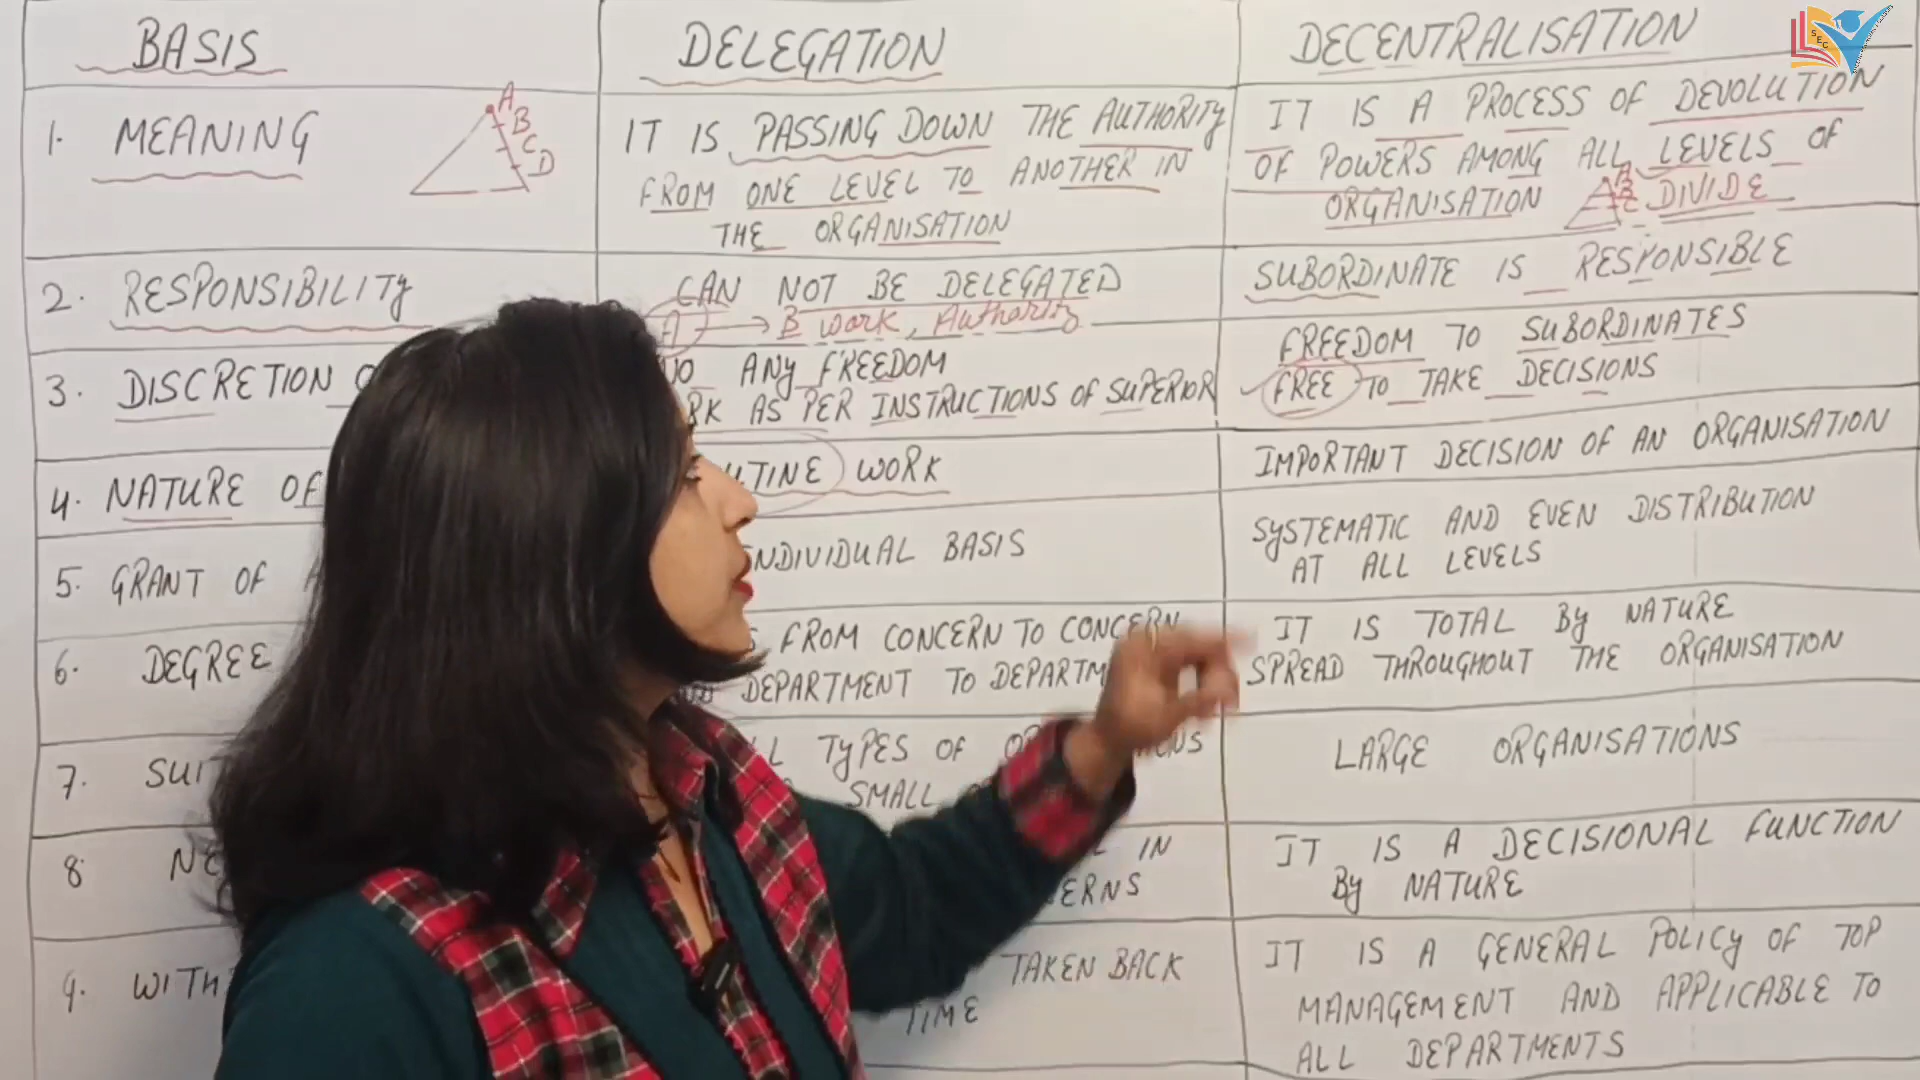 BASIS
DELEGATION
DECENTRALISATION
SEC
1. MEANING
A
B
C
D
IT IS PASSING DOWN THE AUTHORITY
FROM ONE LEVEL TO ANOTHER IN
THE ORGANISATION
IT IS A PROCESS OF DEVOLUTION
OF POWERS AMONG ALL LEVELS OF
ORGANISATION
A
B
C
DIVIDE
2. RESPONSIBILITY
CAN NOT BE DELEGATED
A → B work, Authority
SUBORDINATE IS RESPONSIBLE
3. DISCRETION
ANY FREEDOM
AS PER INSTRUCTIONS OF SUPERIOR
FREEDOM TO SUBORDINATES
FREE TO TAKE DECISIONS
4. NATURE OF
WORK
IMPORTANT DECISION OF AN ORGANISATION
5. GRANT OF
INDIVIDUAL BASIS
SYSTEMATIC AND EVEN DISTRIBUTION
AT ALL LEVELS
6. DEGREE
FROM CONCERN TO CONCERN
DEPARTMENT TO
IT IS TOTAL BY NATURE
SPREAD THROUGHOUT THE ORGANISATION
7.
TYPES OF
SMALL
LARGE ORGANISATIONS
8
IN
IT IS A DECISIONAL FUNCTION
BY NATURE
9.
TAKEN BACK
TIME
IT IS A GENERAL POLICY OF TOP
MANAGEMENT AND APPLICABLE TO
ALL DEPARTMENTS